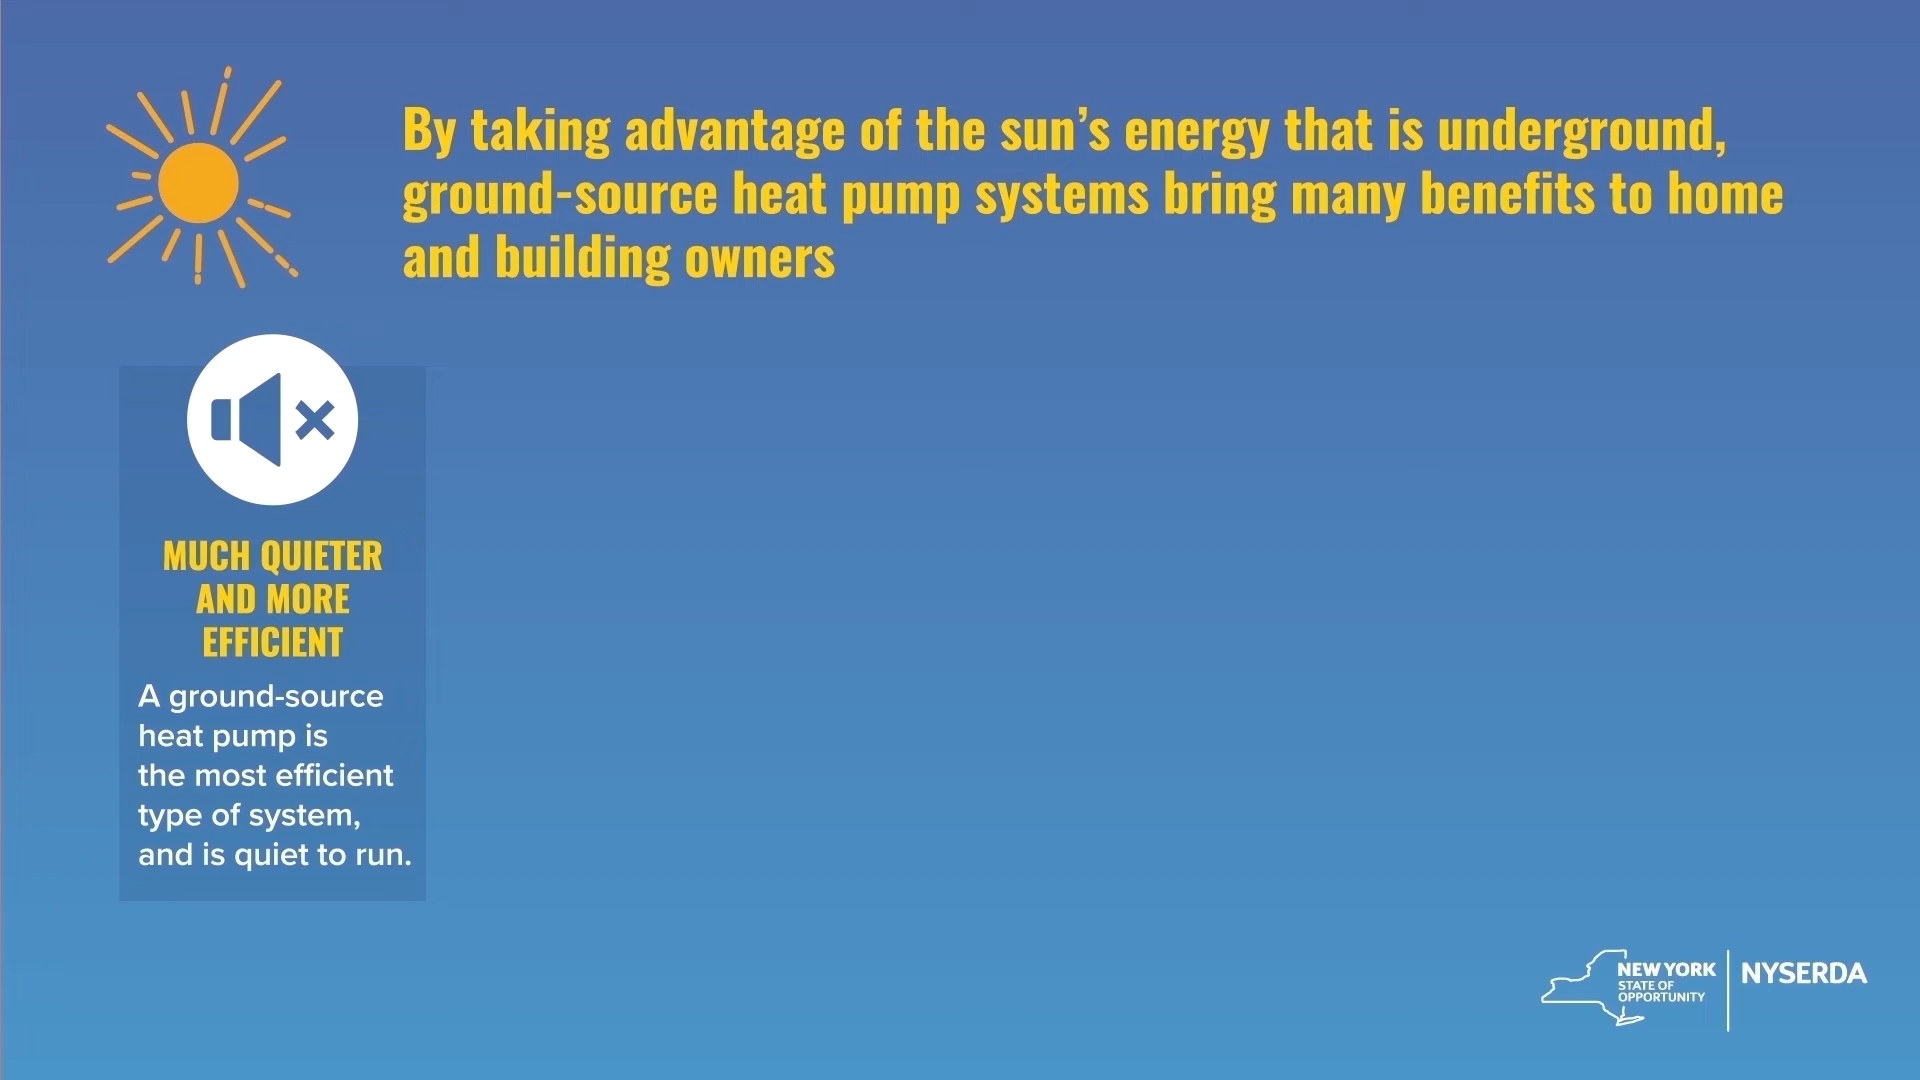 By taking advantage of the sun’s energy that is underground,
ground-source heat pump systems bring many benefits to home
and building owners
MUCH QUIETER
AND MORE
EFFICIENT
A ground-source
heat pump is
the most efficient
type of system,
and is quiet to run.
NEW YORK
STATE OF
OPPORTUNITY
NYSERDA